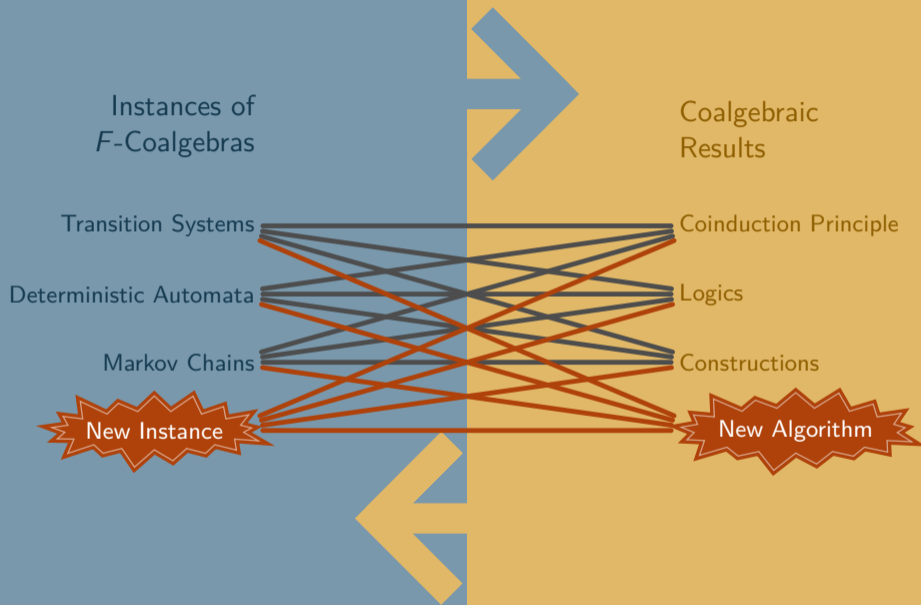 Instances of
F-Coalgebras
Transition Systems
Deterministic Automata
Markov Chains
New Instance
Coalgebraic
Results
Coinduction Principle
Logics
Constructions
New Algorithm